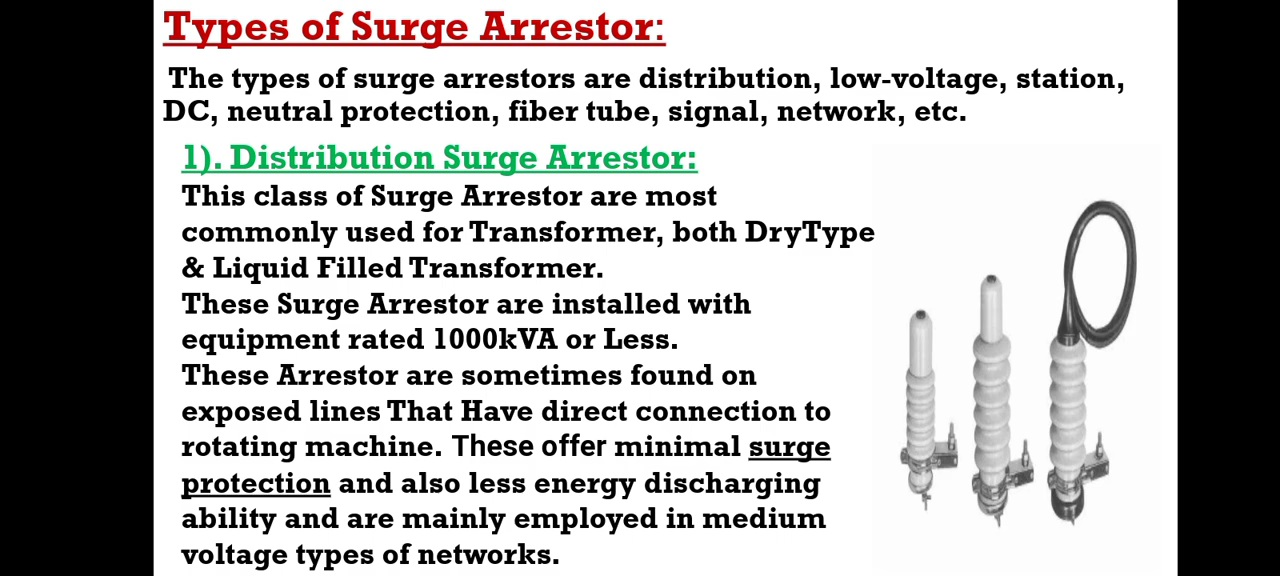 Types of Surge Arrestor:
The types of surge arrestors are distribution, low-voltage, station,
DC, neutral protection, fiber tube, signal, network, etc.
1). Distribution Surge Arrestor:
This class of Surge Arrestor are most
commonly used for Transformer, both DryType
& Liquid Filled Transformer.
These Surge Arrestor are installed with
equipment rated 1000kVA or Less.
These Arrestor are sometimes found on
exposed lines That Have direct connection to
rotating machine. These offer minimal surge
protection and also less energy discharging
ability and are mainly employed in medium
voltage types of networks.